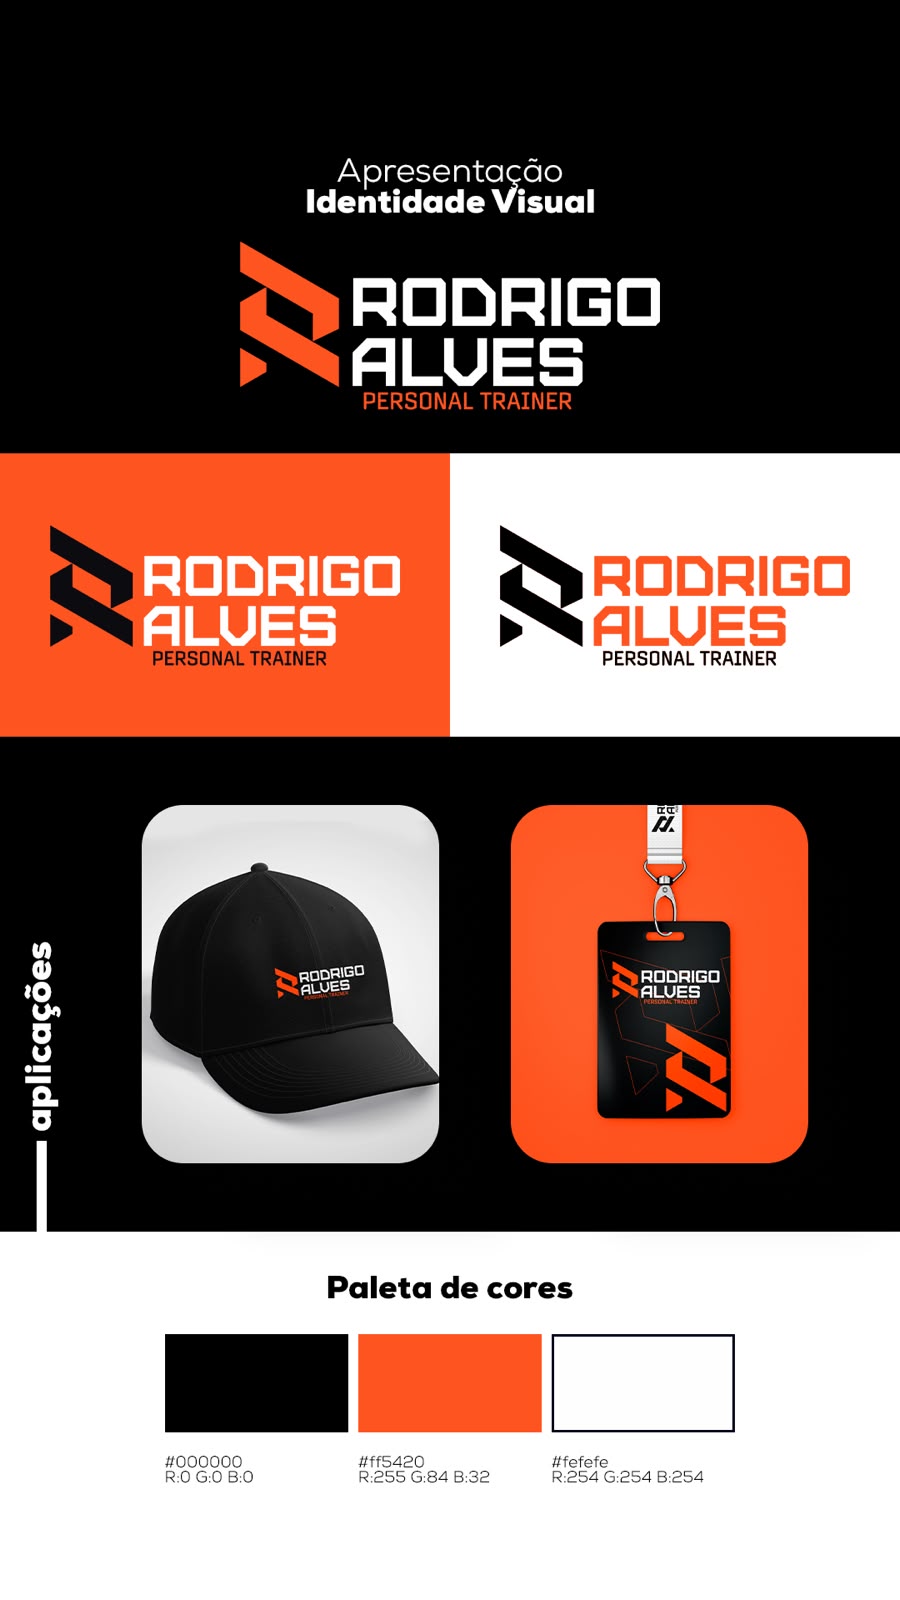 Apresentação
Identidade Visual
RODRIGO
ALVES
PERSONAL TRAINER
RODRIGO
ALVES
PERSONAL TRAINER
RODRIGO
ALVES
PERSONAL TRAINER
aplicações
RODRIGO
ALVES
PERSONAL TRAINER
RODRIGO
ALVES
PERSONAL TRAINER
Paleta de cores
#000000
R:0 G:0 B:0
#ff5420
R:255 G:84 B:32
#fefefe
R:254 G:254 B:254